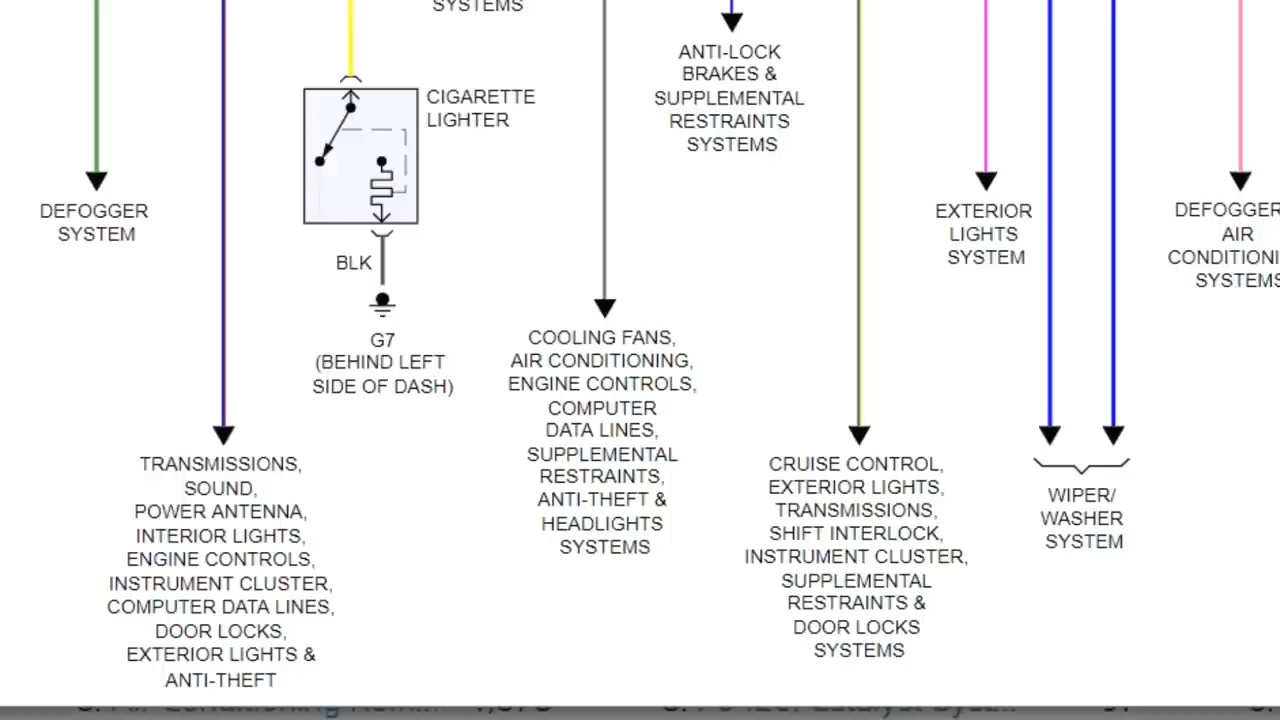 SYSTEMS
CIGARETTE
LIGHTER
ANTI-LOCK
BRAKES &
SUPPLEMENTAL
RESTRAINTS
SYSTEMS
DEFOGGER
SYSTEM
BLK
G7
(BEHIND LEFT
SIDE OF DASH)
EXTERIOR
LIGHTS
SYSTEM
DEFOGGER
AIR
SYSTEMS
COOLING FANS,
AIR CONDITIONING,
ENGINE CONTROLS,
COMPUTER
DATA LINES,
SUPPLEMENTAL
RESTRAINTS,
ANTI-THEFT &
HEADLIGHTS
SYSTEMS
TRANSMISSIONS,
SOUND,
POWER ANTENNA,
INTERIOR LIGHTS,
ENGINE CONTROLS,
INSTRUMENT CLUSTER,
COMPUTER DATA LINES,
DOOR LOCKS,
EXTERIOR LIGHTS &
ANTI-THEFT
CRUISE CONTROL,
EXTERIOR LIGHTS,
TRANSMISSIONS,
SHIFT INTERLOCK,
INSTRUMENT CLUSTER,
SUPPLEMENTAL
RESTRAINTS &
DOOR LOCKS
SYSTEMS
WIPER/
WASHER
SYSTEM